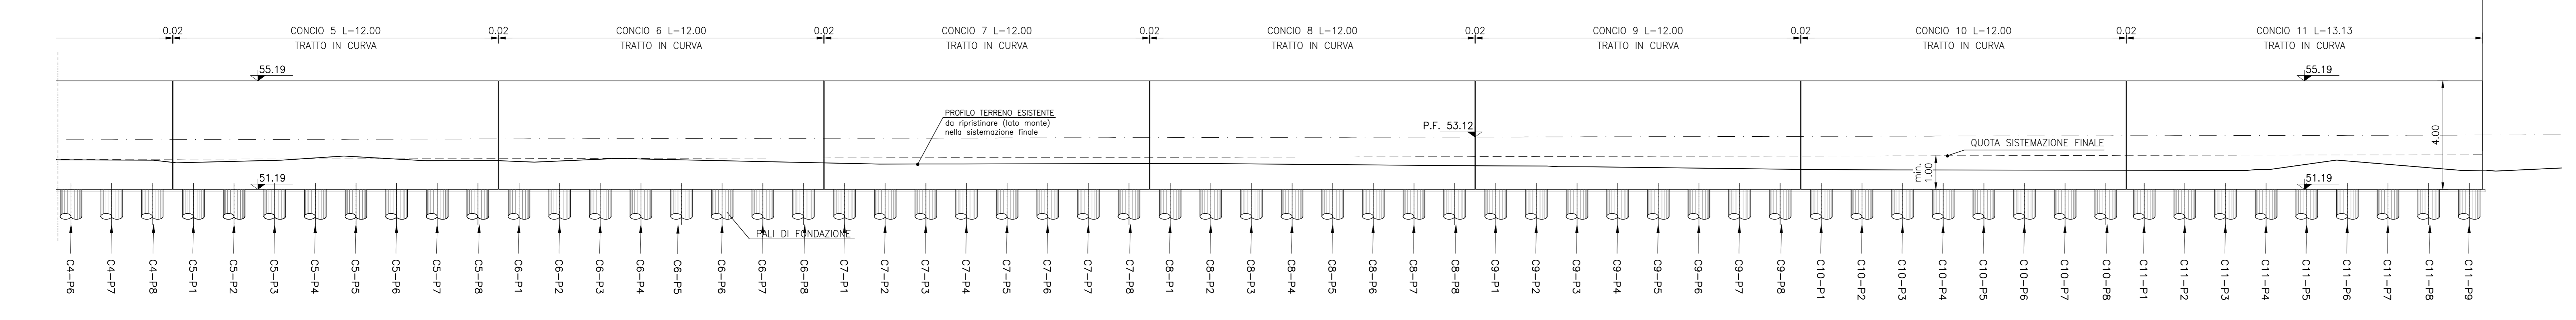 0.02 CONCIO 5 L=12.00 0.02 CONCIO 6 L=12.00 0.02 CONCIO 7 L=12.00 0.02 CONCIO 8 L=12.00 0.02 CONCIO 9 L=12.00 0.02 CONCIO 10 L=12.00 0.02 CONCIO 11 L=13.13
TRATTO IN CURVA TRATTO IN CURVA TRATTO IN CURVA TRATTO IN CURVA TRATTO IN CURVA TRATTO IN CURVA TRATTO IN CURVA
55.19 55.19
PROFILO TERRENO ESISTENTE
da ripristinare (lato monte)
nella sistemazione finale
P.F. 53.12
4.00
QUOTA SISTEMAZIONE FINALE
min.
1.00
51.19 51.19
PALI DI FONDAZIONE
C4-P6 C4-P7 C4-P8 C5-P1 C5-P2 C5-P3 C5-P4 C5-P5 C5-P6 C5-P7 C5-P8 C6-P1 C6-P2 C6-P3 C6-P4 C6-P5 C6-P6 C6-P7 C6-P8 C7-P1 C7-P2 C7-P3 C7-P4 C7-P5 C7-P6 C7-P7 C7-P8 C8-P1 C8-P2 C8-P3 C8-P4 C8-P5 C8-P6 C8-P7 C8-P8 C9-P1 C9-P2 C9-P3 C9-P4 C9-P5 C9-P6 C9-P7 C9-P8 C10-P1 C10-P2 C10-P3 C10-P4 C10-P5 C10-P6 C10-P7 C10-P8 C11-P1 C11-P2 C11-P3 C11-P4 C11-P5 C11-P6 C11-P7 C11-P8 C11-P9